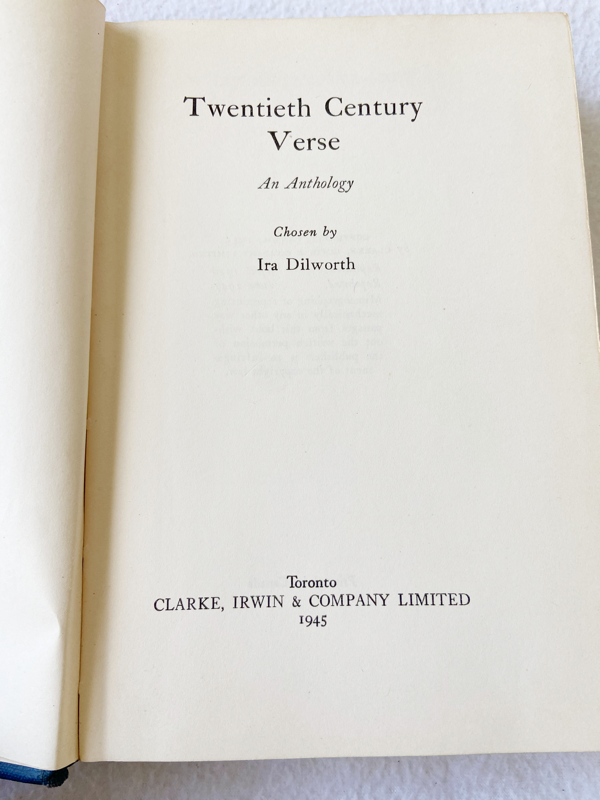 Twentieth Century
Verse
An Anthology
Chosen by
Ira Dilworth
Toronto
CLARKE, IRWIN & COMPANY LIMITED
1945